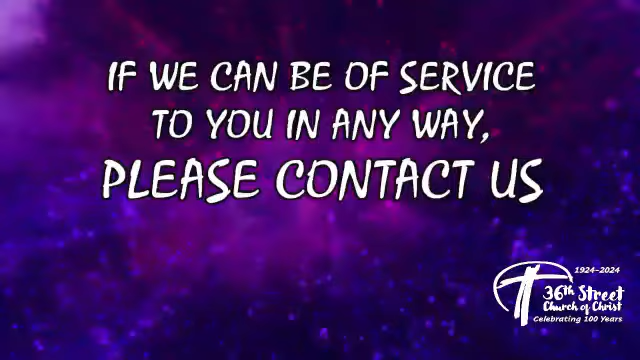 IF WE CAN BE OF SERVICE
TO YOU IN ANY WAY,
PLEASE CONTACT US
1924-2024
36th Street
Church of Christ
Celebrating 100 Years